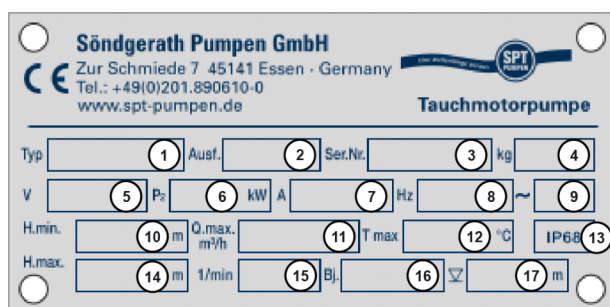 Söndgerath Pumpen GmbH
Zur Schmiede 7 45141 Essen - Germany
Tel.: +49(0)201.890610-0
www.spt-pumpen.de
SPT
PUMPEN
Tauchmotorpumpe
Typ 1 Ausf. 2 Ser.Nr. 3 kg 4
V 5 P2 6 kW A 7 Hz 8 ~ 9
H.min. 10 m Q.max. m³/h 11 T max 12 °C IP68 13
H.max. 14 m 1/min 15 Bj. 16 17 m